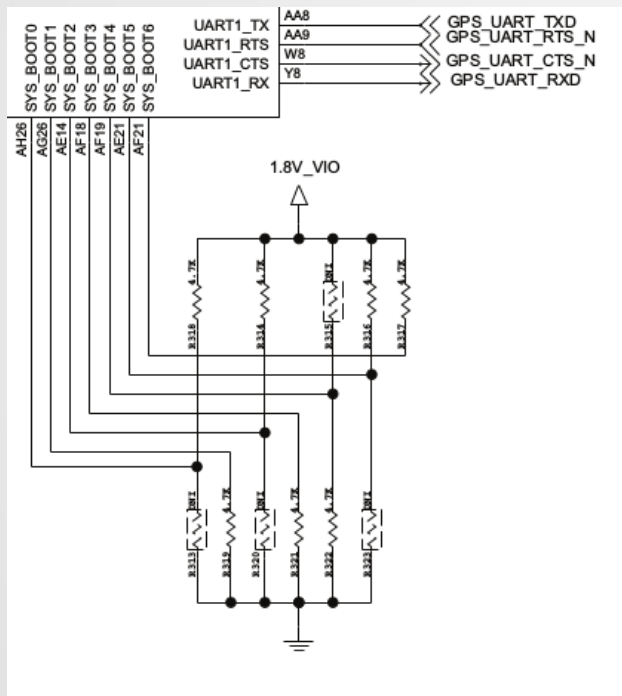 UART1_TX AA8 GPS_UART_TXD
UART1_RTS AA9 GPS_UART_RTS_N
UART1_CTS W8 GPS_UART_CTS_N
UART1_RX Y8 GPS_UART_RXD
SYS_BOOT0
SYS_BOOT1
SYS_BOOT2
SYS_BOOT3
SYS_BOOT4
SYS_BOOT5
SYS_BOOT6
AH26
AG26
AE14
AF18
AF19
AE21
AF21
1.8V_VIO
4.7K
4.7K
DNI
4.7K
4.7K
R318
R314
R315
R316
R317
DNI
4.7K
DNI
4.7K
4.7K
DNI
R313
R319
R320
R321
R322
R323